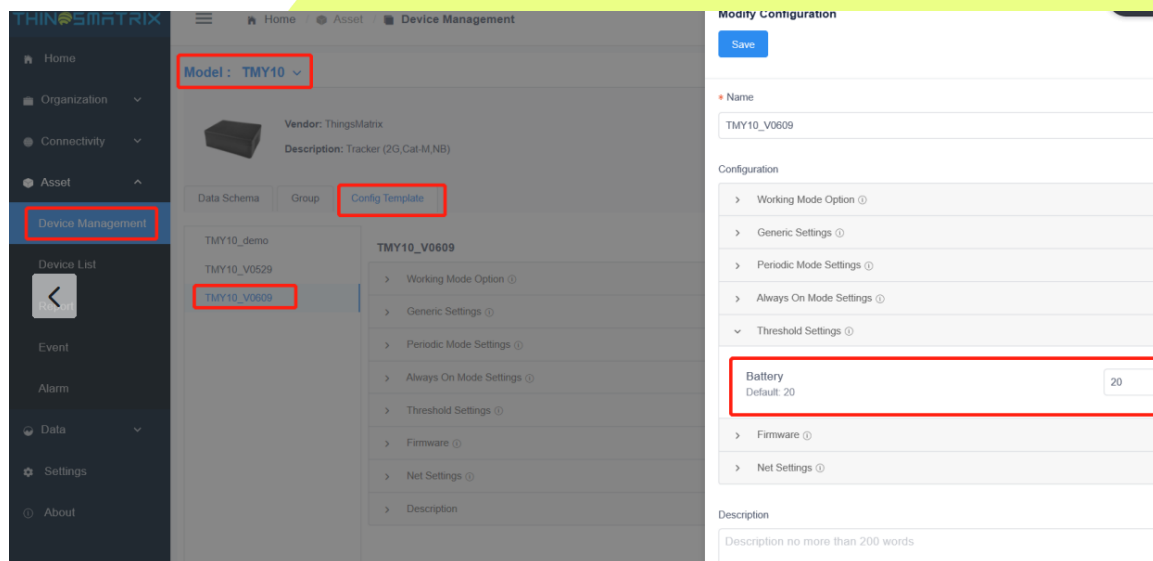 THINGSMATRIX
Home / Asset / Device Management
Home
Organization
Connectivity
Asset
Device Management
Device List
Report
Event
Alarm
Data
Settings
About
Model : TMY10
Vendor: ThingsMatrix
Description: Tracker (2G,Cat-M,NB)
Data Schema Group Config Template
TMY10_demo
TMY10_V0529
TMY10_V0609
TMY10_V0609
Working Mode Option
Generic Settings
Periodic Mode Settings
Always On Mode Settings
Threshold Settings
Firmware
Net Settings
Description
Modify Configuration
Save
* Name
TMY10_V0609
Configuration
Working Mode Option
Generic Settings
Periodic Mode Settings
Always On Mode Settings
Threshold Settings
Battery 20
Default: 20
Firmware
Net Settings
Description
Description no more than 200 words